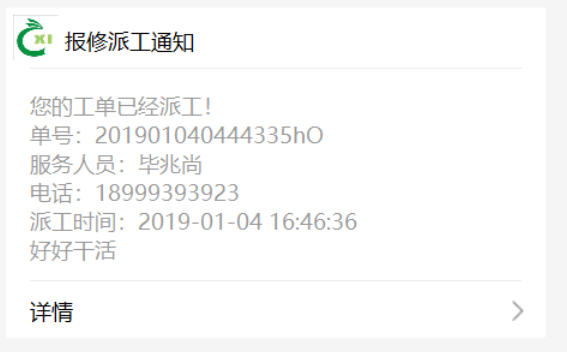 XI
报修派工通知
您的工单已经派工！
单号：201901040444335hO
服务人员：毕兆尚
电话：18999393923
派工时间：2019-01-04 16:46:36
好好干活
详情